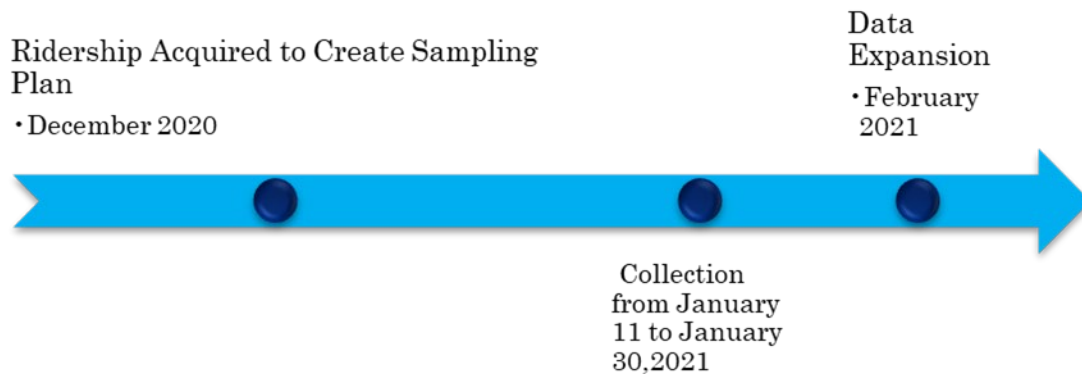 Ridership Acquired to Create Sampling
Plan
• December 2020
Data
Expansion
• February
2021
Collection
from January
11 to January
30,2021